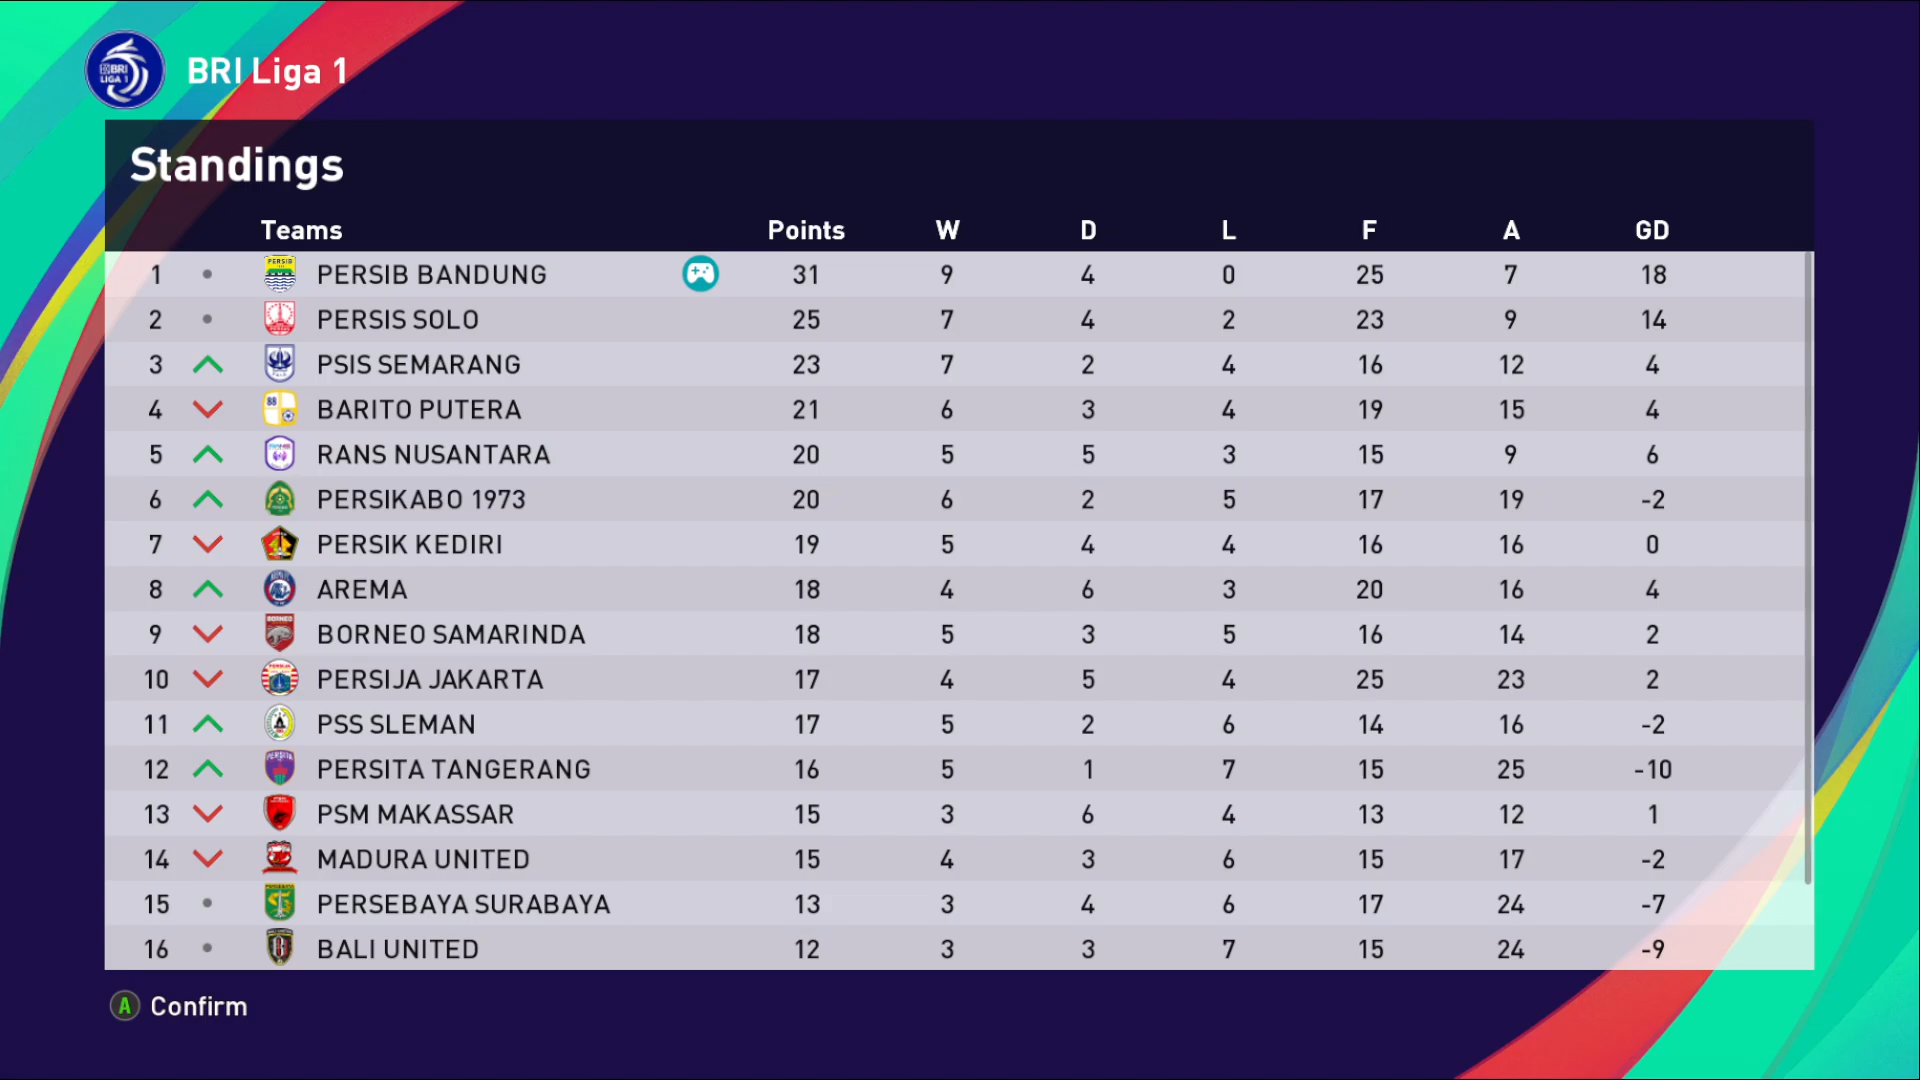 BRI LIGA 1
BRI Liga 1
Standings
Teams Points W D L F A GD
1 PERSIB BANDUNG 31 9 4 0 25 7 18
2 PERSIS SOLO 25 7 4 2 23 9 14
3 PSIS SEMARANG 23 7 2 4 16 12 4
4 88 BARITO PUTERA 21 6 3 4 19 15 4
5 RANS NUSANTARA 20 5 5 3 15 9 6
6 PERSIKABO 1973 20 6 2 5 17 19 -2
7 PERSIK KEDIRI 19 5 4 4 16 16 0
8 AREMA 18 4 6 3 20 16 4
9 BORNEO SAMARINDA 18 5 3 5 16 14 2
10 PERSIJA JAKARTA 17 4 5 4 25 23 2
11 PSS SLEMAN 17 5 2 6 14 16 -2
12 PERSITA TANGERANG 16 5 1 7 15 25 -10
13 PSM MAKASSAR 15 3 6 4 13 12 1
14 MADURA UNITED 15 4 3 6 15 17 -2
15 PERSEBAYA SURABAYA 13 3 4 6 17 24 -7
16 BALI UNITED 12 3 3 7 15 24 -9
A Confirm